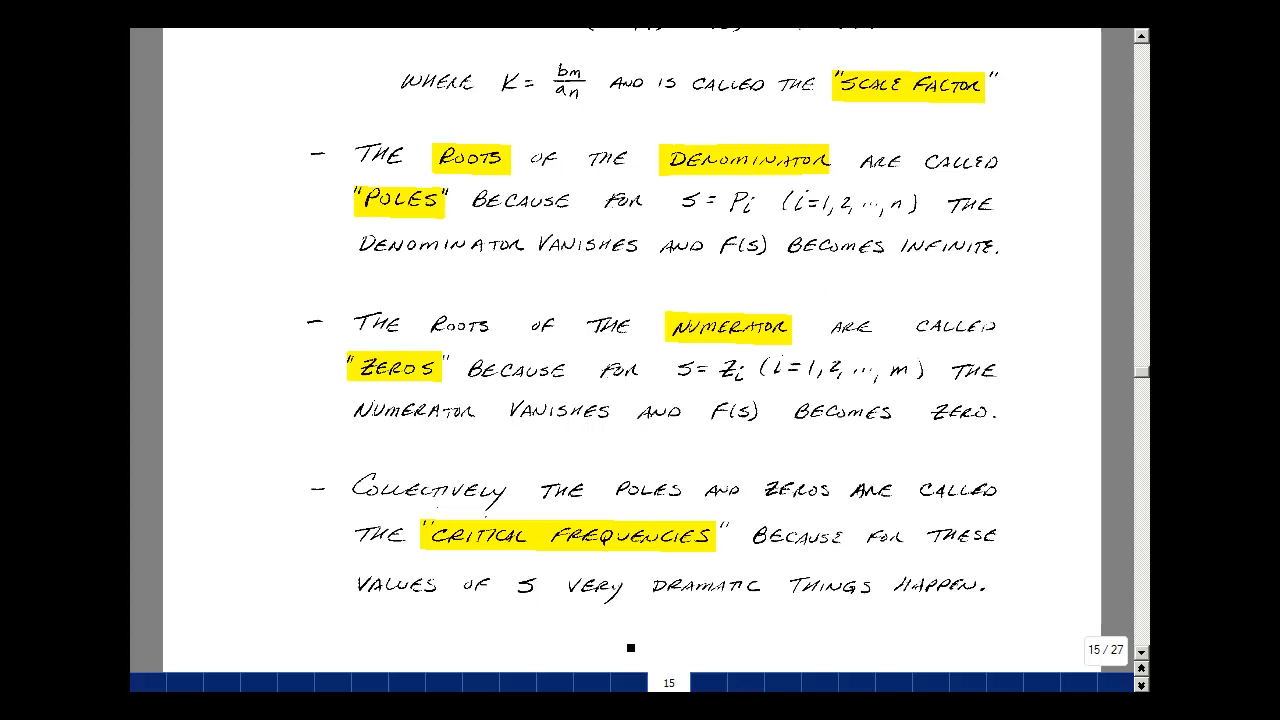 WHERE K = bm/an AND IS CALLED THE "SCALE FACTOR"
- THE ROOTS OF THE DENOMINATOR ARE CALLED
"POLES" BECAUSE FOR S = Pi (i=1,2,...,n) THE
DENOMINATOR VANISHES AND F(S) BECOMES INFINITE.
- THE ROOTS OF THE NUMERATOR ARE CALLED
"ZEROS" BECAUSE FOR S = Zi (i=1,2,...,m) THE
NUMERATOR VANISHES AND F(S) BECOMES ZERO.
- COLLECTIVELY THE POLES AND ZEROS ARE CALLED
THE "CRITICAL FREQUENCIES" BECAUSE FOR THESE
VALUES OF S VERY DRAMATIC THINGS HAPPEN.
15 / 27
15